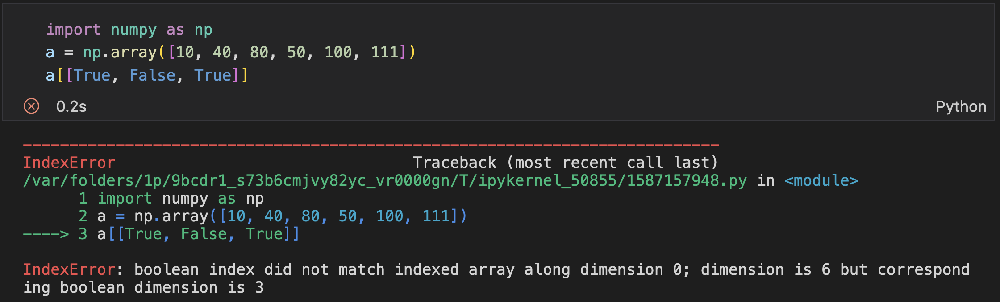 import numpy as np
a = np.array([10, 40, 80, 50, 100, 111])
a[[True, False, True]]
0.2s
Python
---------------------------------------------------------------------------
IndexError                                Traceback (most recent call last)
/var/folders/1p/9bcdr1_s73b6cmjvy82yc_vr0000gn/T/ipykernel_50855/1587157948.py in <module>
      1 import numpy as np
      2 a = np.array([10, 40, 80, 50, 100, 111])
----> 3 a[[True, False, True]]
IndexError: boolean index did not match indexed array along dimension 0; dimension is 6 but correspond
ing boolean dimension is 3